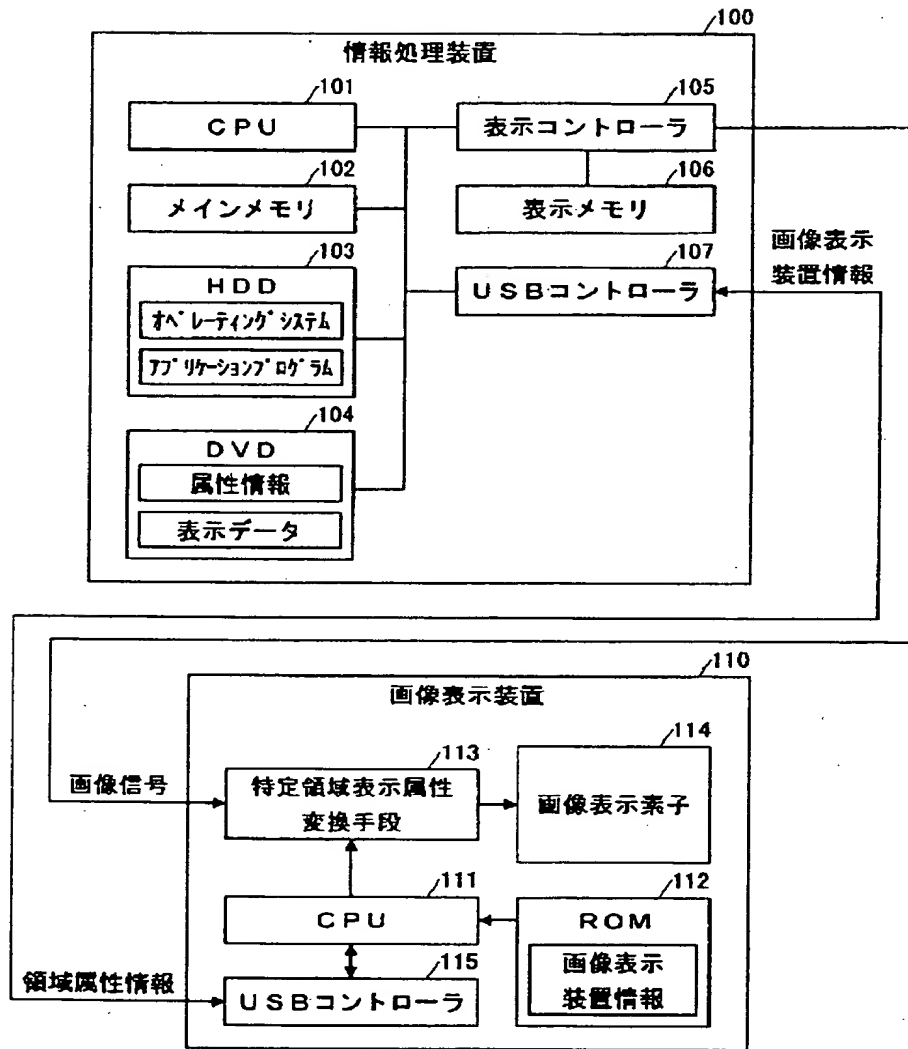 100
情報処理装置
101
CPU
102
メインメモリ
103
HDD
オペレーティングシステム
アプリケーションプログラム
104
DVD
属性情報
表示データ
105
表示コントローラ
106
表示メモリ
107
USBコントローラ
画像表示
装置情報
110
画像表示装置
画像信号
113
特定領域表示属性
変換手段
114
画像表示素子
111
CPU
112
ROM
画像表示
装置情報
115
USBコントローラ
領域属性情報